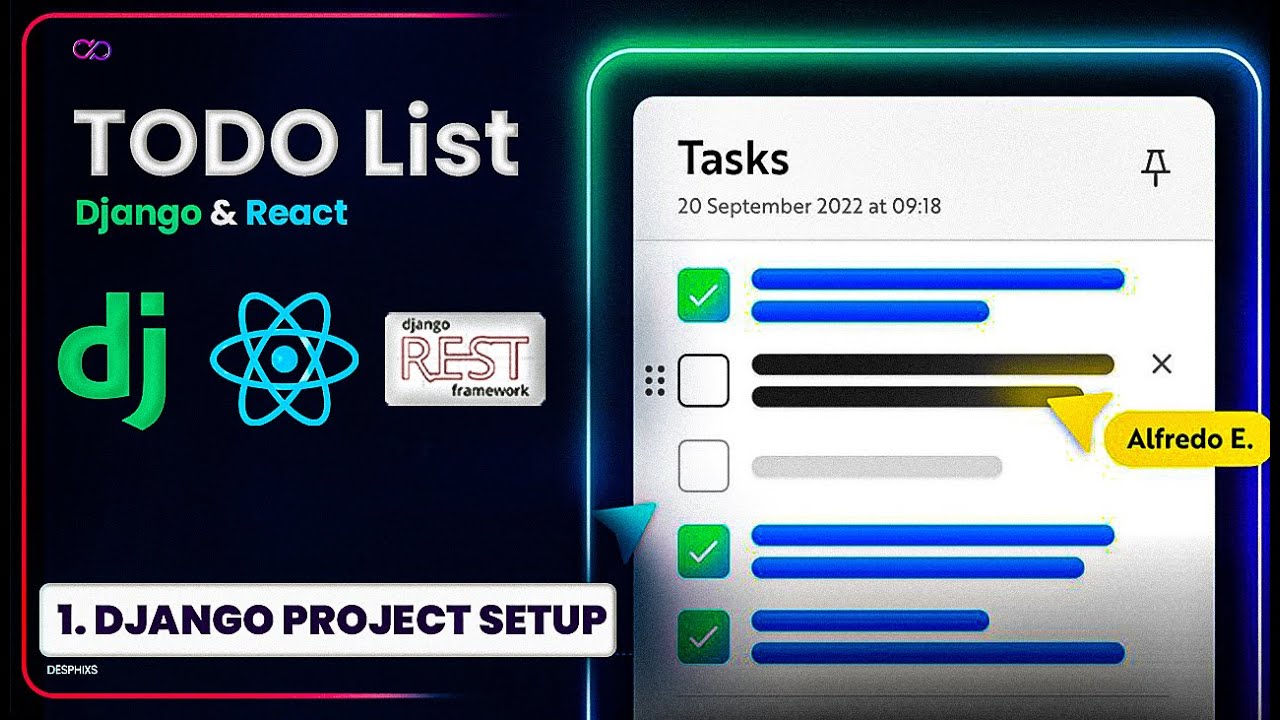 TODO List
Django & React
dj
django
REST
framework
1. DJANGO PROJECT SETUP
DESPHIXS
Tasks
20 September 2022 at 09:18
Alfredo E.